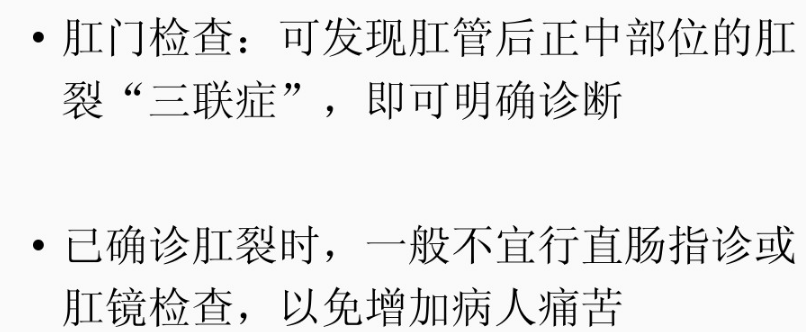 • 肛门检查：可发现肛管后正中部位的肛
裂“三联症”，即可明确诊断
• 已确诊肛裂时，一般不宜行直肠指诊或
肛镜检查，以免增加病人痛苦